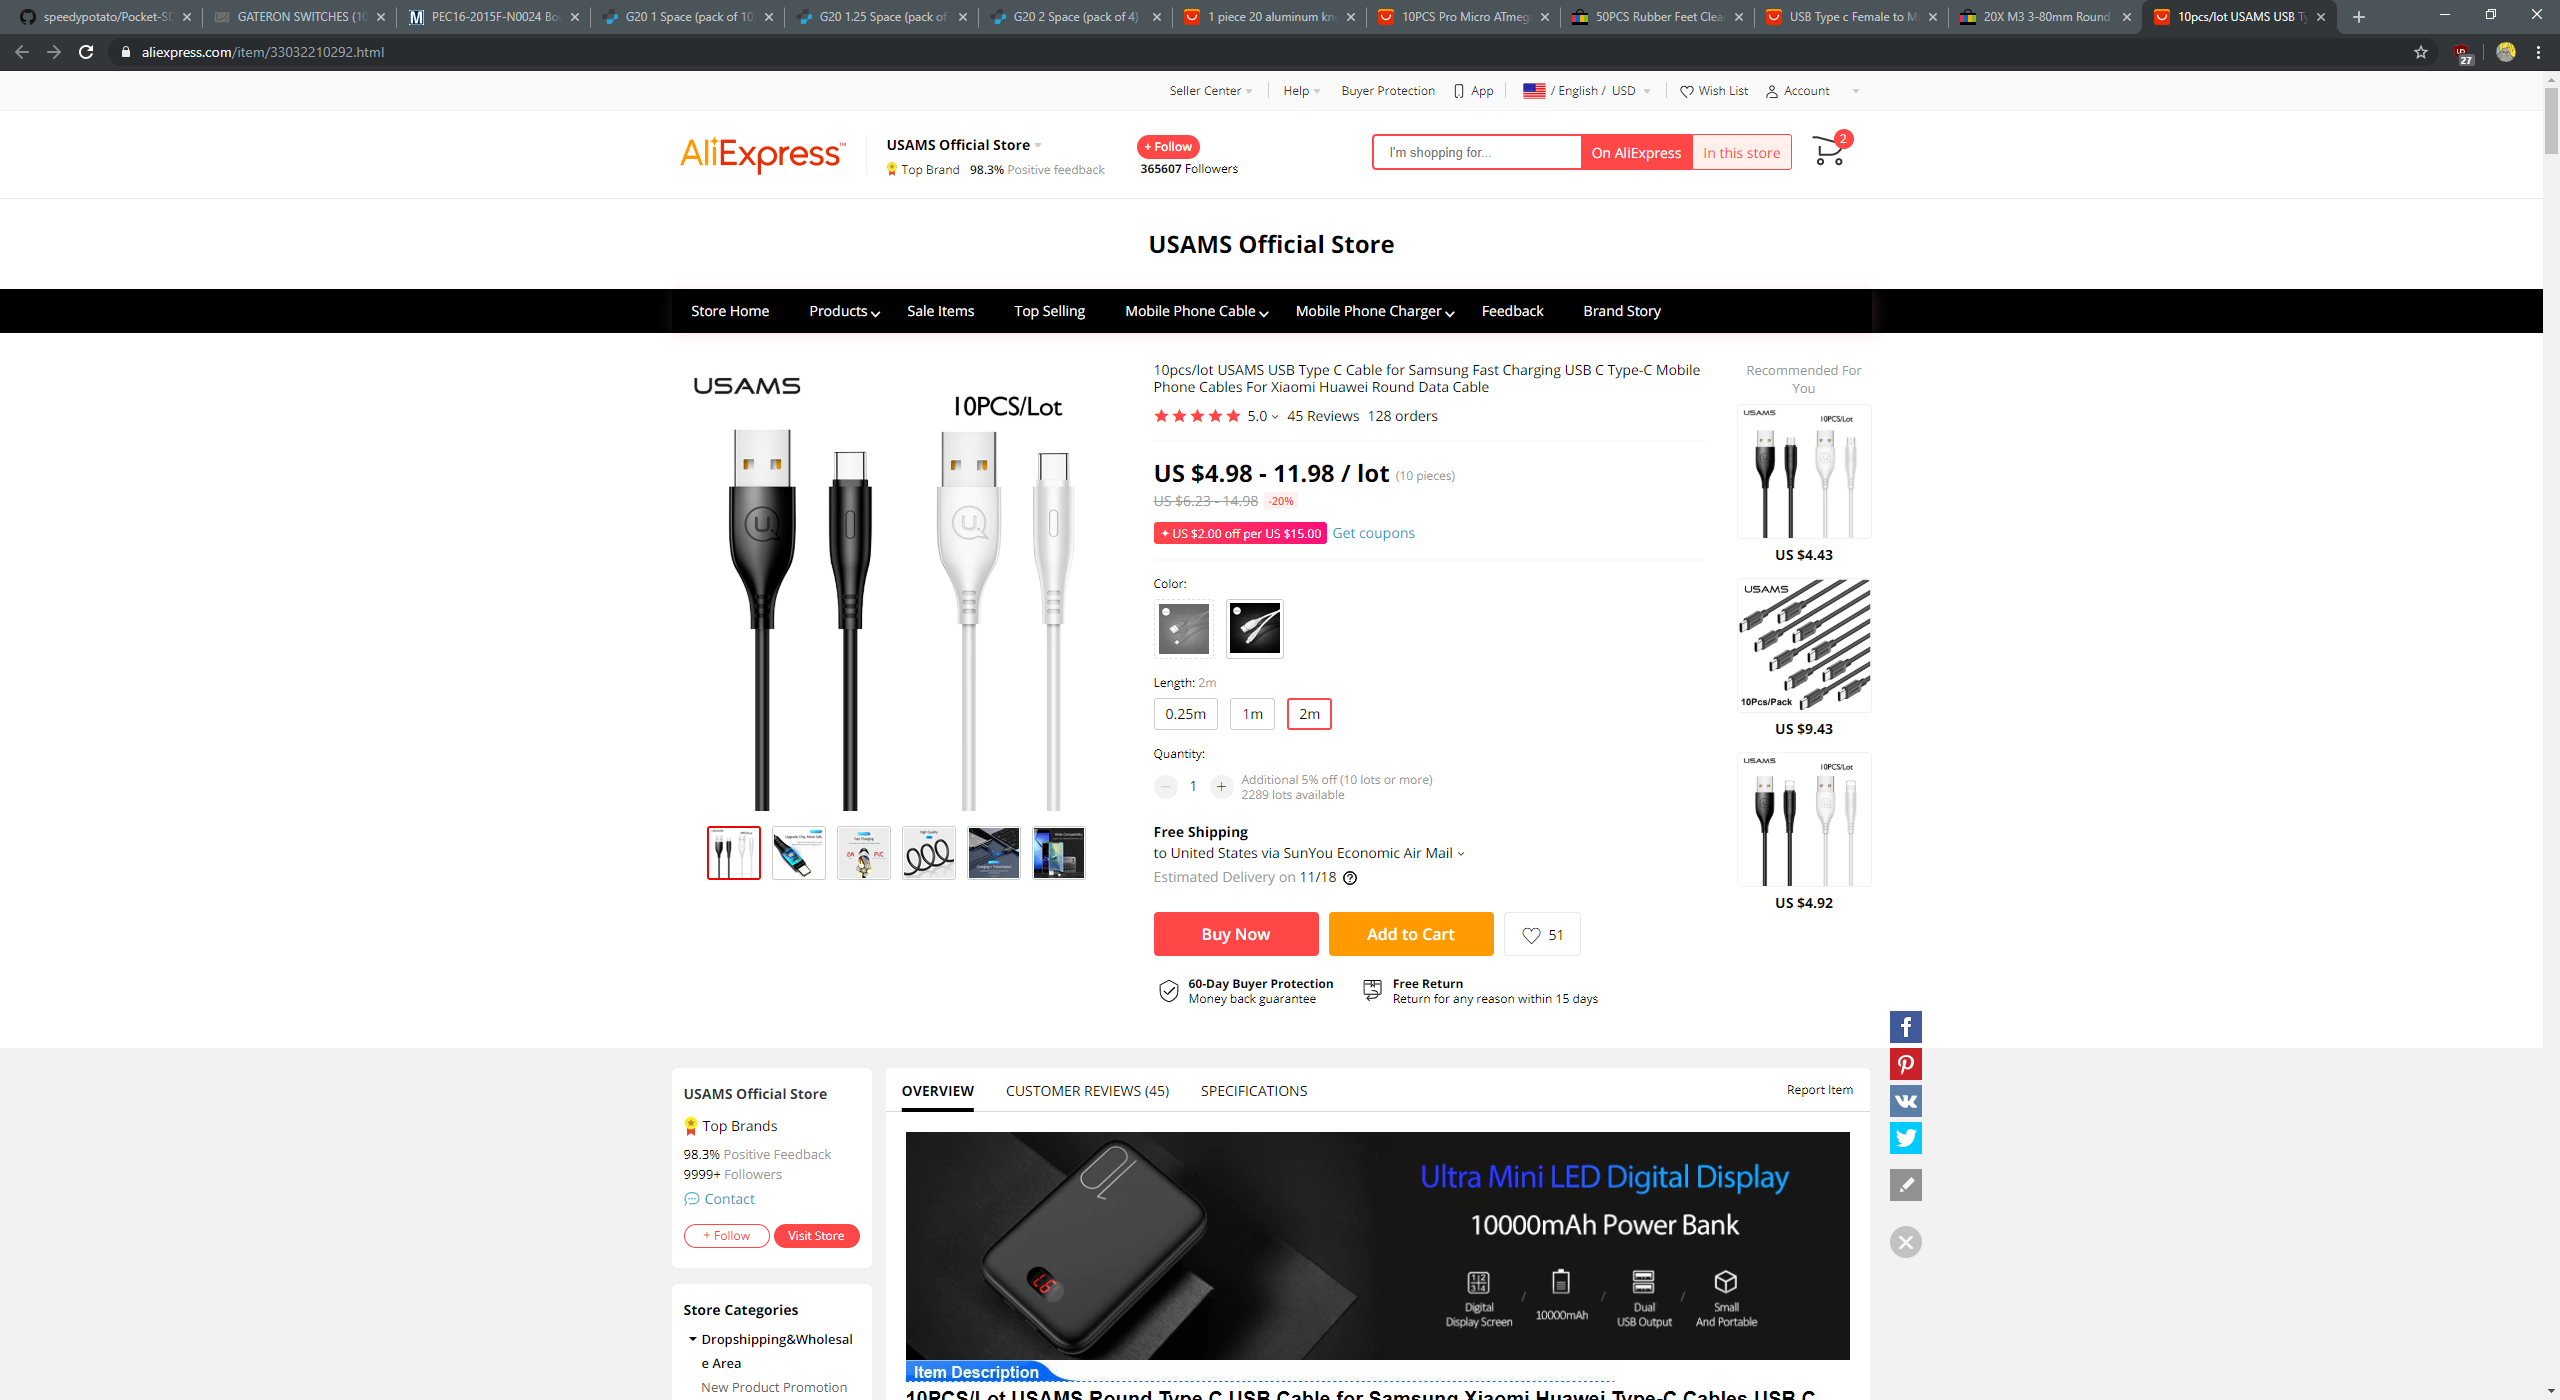 speedypotato/Pocket-SD
GATERON SWITCHES (10
PEC16-2015F-N0024 Bo
G20 1 Space (pack of 10)
G20 1.25 Space (pack of
G20 2 Space (pack of 4)
1 piece 20 aluminum kn
10PCS Pro Micro ATmeg
50PCS Rubber Feet Clea
USB Type c Female to M
20X M3 3-80mm Round
10pcs/lot USAMS USB Ty
aliexpress.com/item/33032210292.html
27
Seller Center
Help
Buyer Protection
App
/ English / USD
Wish List
Account
AliExpress
USAMS Official Store
Top Brand 98.3% Positive feedback
+ Follow
365607 Followers
I'm shopping for...
On AliExpress
In this store
2
USAMS Official Store
Store Home
Products
Sale Items
Top Selling
Mobile Phone Cable
Mobile Phone Charger
Feedback
Brand Story
USAMS
10PCS/Lot
10pcs/lot USAMS USB Type C Cable for Samsung Fast Charging USB C Type-C Mobile
Phone Cables For Xiaomi Huawei Round Data Cable
5.0 45 Reviews 128 orders
US $4.98 - 11.98 / lot (10 pieces)
US $6.23 - 14.98 -20%
US $2.00 off per US $15.00 Get coupons
Color:
Length: 2m
0.25m
1m
2m
Quantity:
1
Additional 5% off (10 lots or more)
2289 lots available
Free Shipping
to United States via SunYou Economic Air Mail
Estimated Delivery on 11/18
Buy Now
Add to Cart
51
60-Day Buyer Protection
Money back guarantee
Free Return
Return for any reason within 15 days
Recommended For
You
USAMS
10PCS/Lot
US $4.43
USAMS
10Pcs/Pack
US $9.43
USAMS
10PCS/Lot
US $4.92
USAMS Official Store
Top Brands
98.3% Positive Feedback
9999+ Followers
Contact
+ Follow
Visit Store
Store Categories
Dropshipping&Wholesal
e Area
New Product Promotion
OVERVIEW
CUSTOMER REVIEWS (45)
SPECIFICATIONS
Report Item
Ultra Mini LED Digital Display
10000mAh Power Bank
Digital
Display Screen
10000mAh
Dual
USB Output
Small
And Portable
Item Description
10PCS/Lot USAMS Round Type C USB Cable for Samsung Xiaomi Huawei Type-C Cables USB C